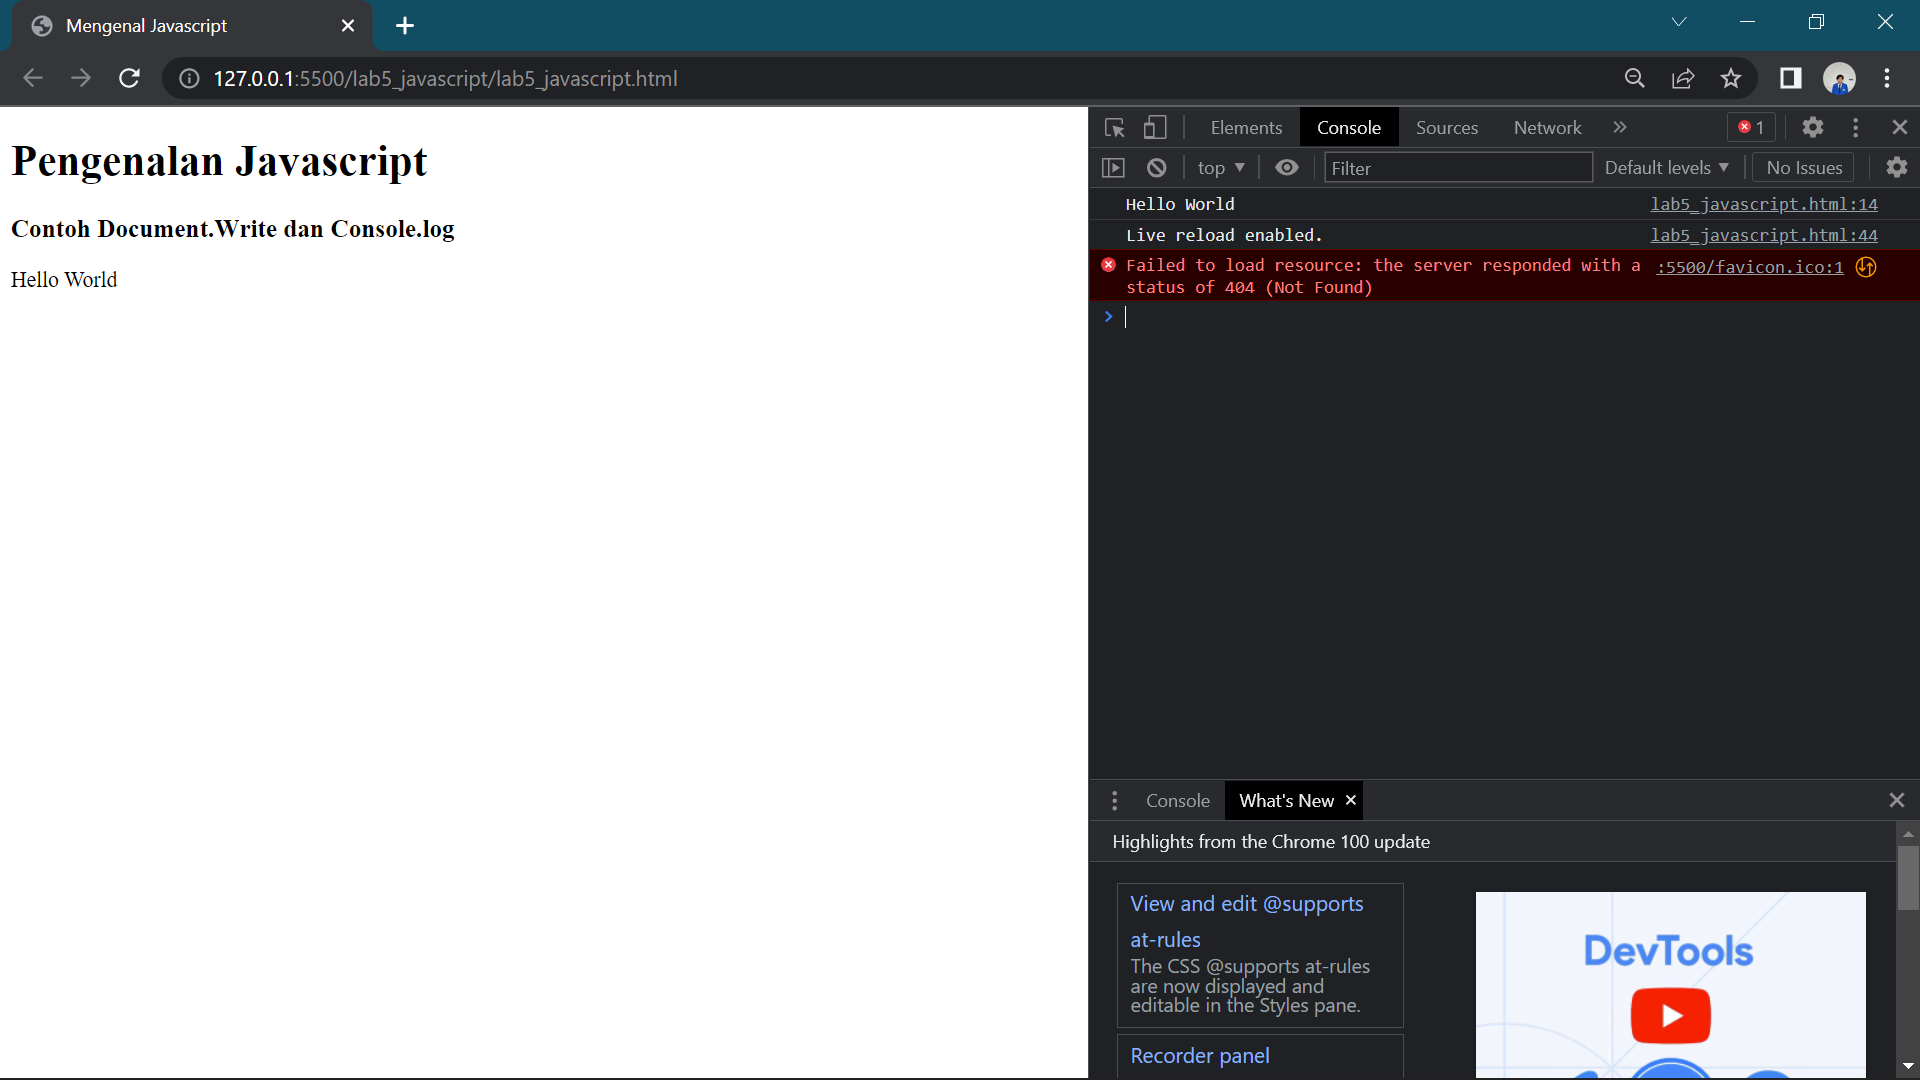 Mengenal Javascript
127.0.0.1:5500/lab5_javascript/lab5_javascript.html
Pengenalan Javascript
Contoh Document.Write dan Console.log
Hello World
Elements Console Sources Network » 1
top Filter Default levels No Issues
Hello World lab5_javascript.html:14
Live reload enabled. lab5_javascript.html:44
Failed to load resource: the server responded with a :5500/favicon.ico:1
status of 404 (Not Found)
Console What's New
Highlights from the Chrome 100 update
View and edit @supports
at-rules
The CSS @supports at-rules
are now displayed and
editable in the Styles pane.
Recorder panel
DevTools